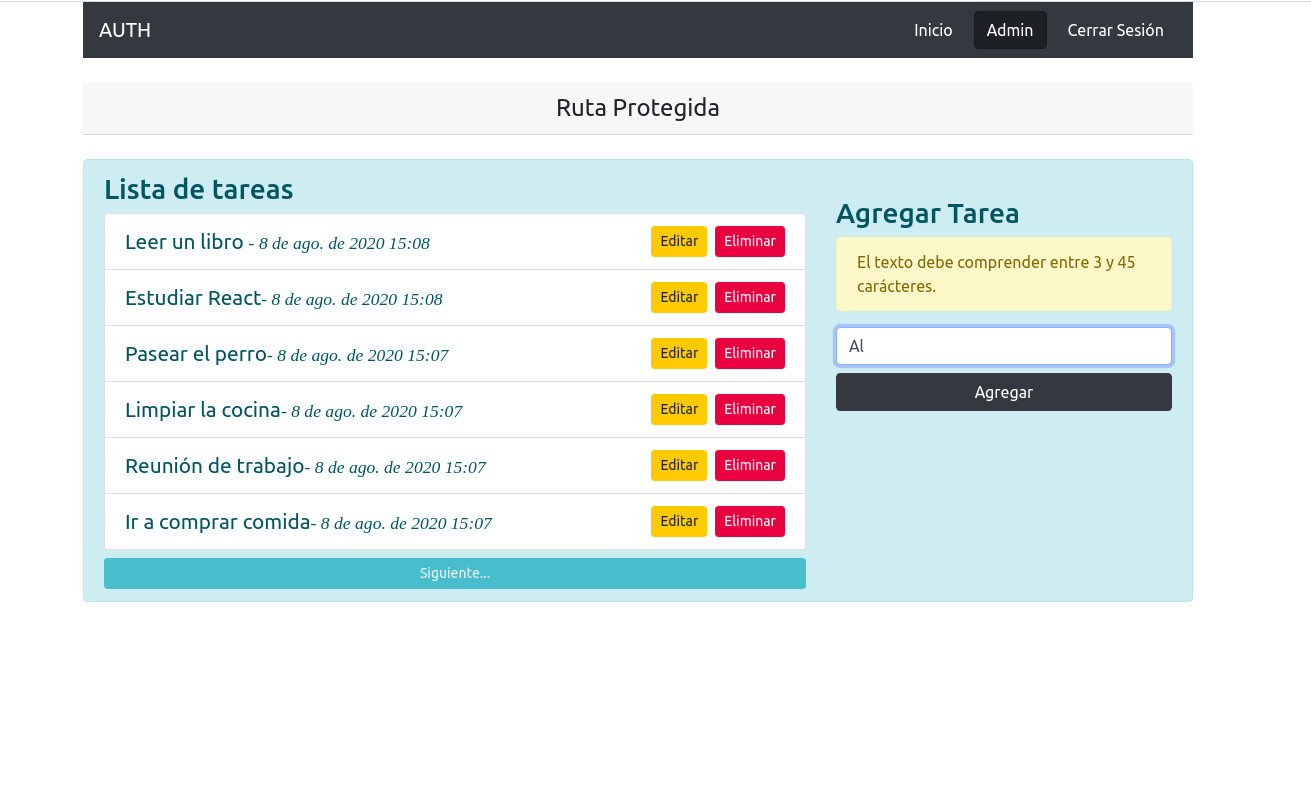 AUTH Inicio Admin Cerrar Sesión
Ruta Protegida
Lista de tareas
Leer un libro - 8 de ago. de 2020 15:08 Editar Eliminar
Estudiar React- 8 de ago. de 2020 15:08 Editar Eliminar
Pasear el perro- 8 de ago. de 2020 15:07 Editar Eliminar
Limpiar la cocina- 8 de ago. de 2020 15:07 Editar Eliminar
Reunión de trabajo- 8 de ago. de 2020 15:07 Editar Eliminar
Ir a comprar comida- 8 de ago. de 2020 15:07 Editar Eliminar
Siguiente...
Agregar Tarea
El texto debe comprender entre 3 y 45
carácteres.
Al
Agregar